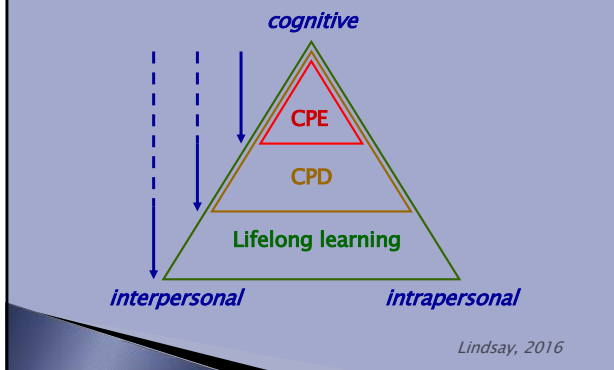 cognitive
CPE
CPD
Lifelong learning
interpersonal intrapersonal
Lindsay, 2016